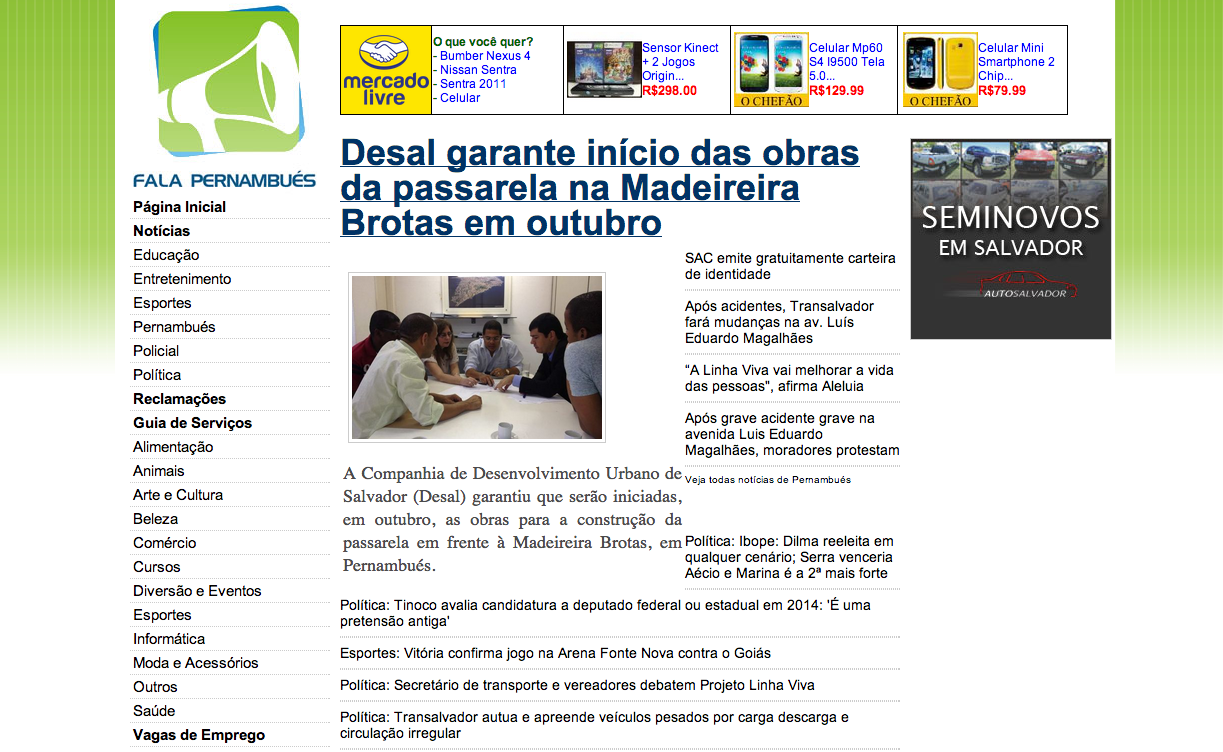 FALA PERNAMBUÉS
Página Inicial
Notícias
Educação
Entretenimento
Esportes
Pernambués
Policial
Política
Reclamações
Guia de Serviços
Alimentação
Animais
Arte e Cultura
Beleza
Comércio
Cursos
Diversão e Eventos
Esportes
Informática
Moda e Acessórios
Outros
Saúde
Vagas de Emprego
mercado
livre
O que você quer?
- Bumber Nexus 4
- Nissan Sentra
- Sentra 2011
- Celular
Sensor Kinect
+ 2 Jogos
Origin...
R$298.00
O CHEFÃO
Celular Mp60
S4 I9500 Tela
5.0...
R$129.99
O CHEFÃO
Celular Mini
Smartphone 2
Chip...
R$79.99
Desal garante início das obras
da passarela na Madeireira
Brotas em outubro
A Companhia de Desenvolvimento Urbano de
Salvador (Desal) garantiu que serão iniciadas,
em outubro, as obras para a construção da
passarela em frente à Madeireira Brotas, em
Pernambués.
SAC emite gratuitamente carteira
de identidade
Após acidentes, Transalvador
fará mudanças na av. Luís
Eduardo Magalhães
"A Linha Viva vai melhorar a vida
das pessoas", afirma Aleluia
Após grave acidente grave na
avenida Luis Eduardo
Magalhães, moradores protestam
Veja todas notícias de Pernambués
Política: Ibope: Dilma reeleita em
qualquer cenário; Serra venceria
Aécio e Marina é a 2ª mais forte
Política: Tinoco avalia candidatura a deputado federal ou estadual em 2014: 'É uma
pretensão antiga'
Esportes: Vitória confirma jogo na Arena Fonte Nova contra o Goiás
Política: Secretário de transporte e vereadores debatem Projeto Linha Viva
Política: Transalvador autua e apreende veículos pesados por carga descarga e
circulação irregular
SEMINOVOS
EM SALVADOR
AUTOSALVADOR